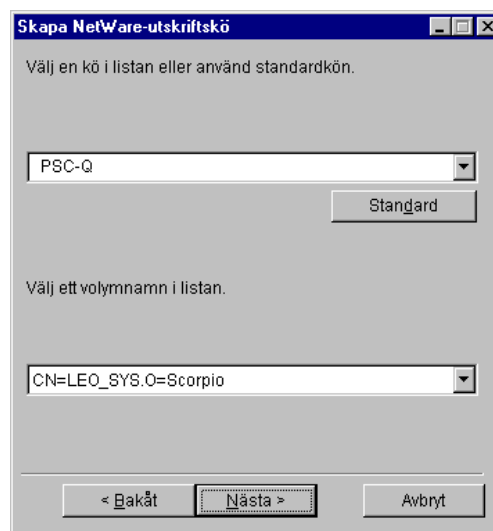 Skapa NetWare-utskriftskö
Välj en kö i listan eller använd standardkön.
PSC-Q
Standard
Välj ett volymnamn i listan.
CN=LEO_SYS.O=Scorpio
< Bakåt
Nästa >
Avbryt